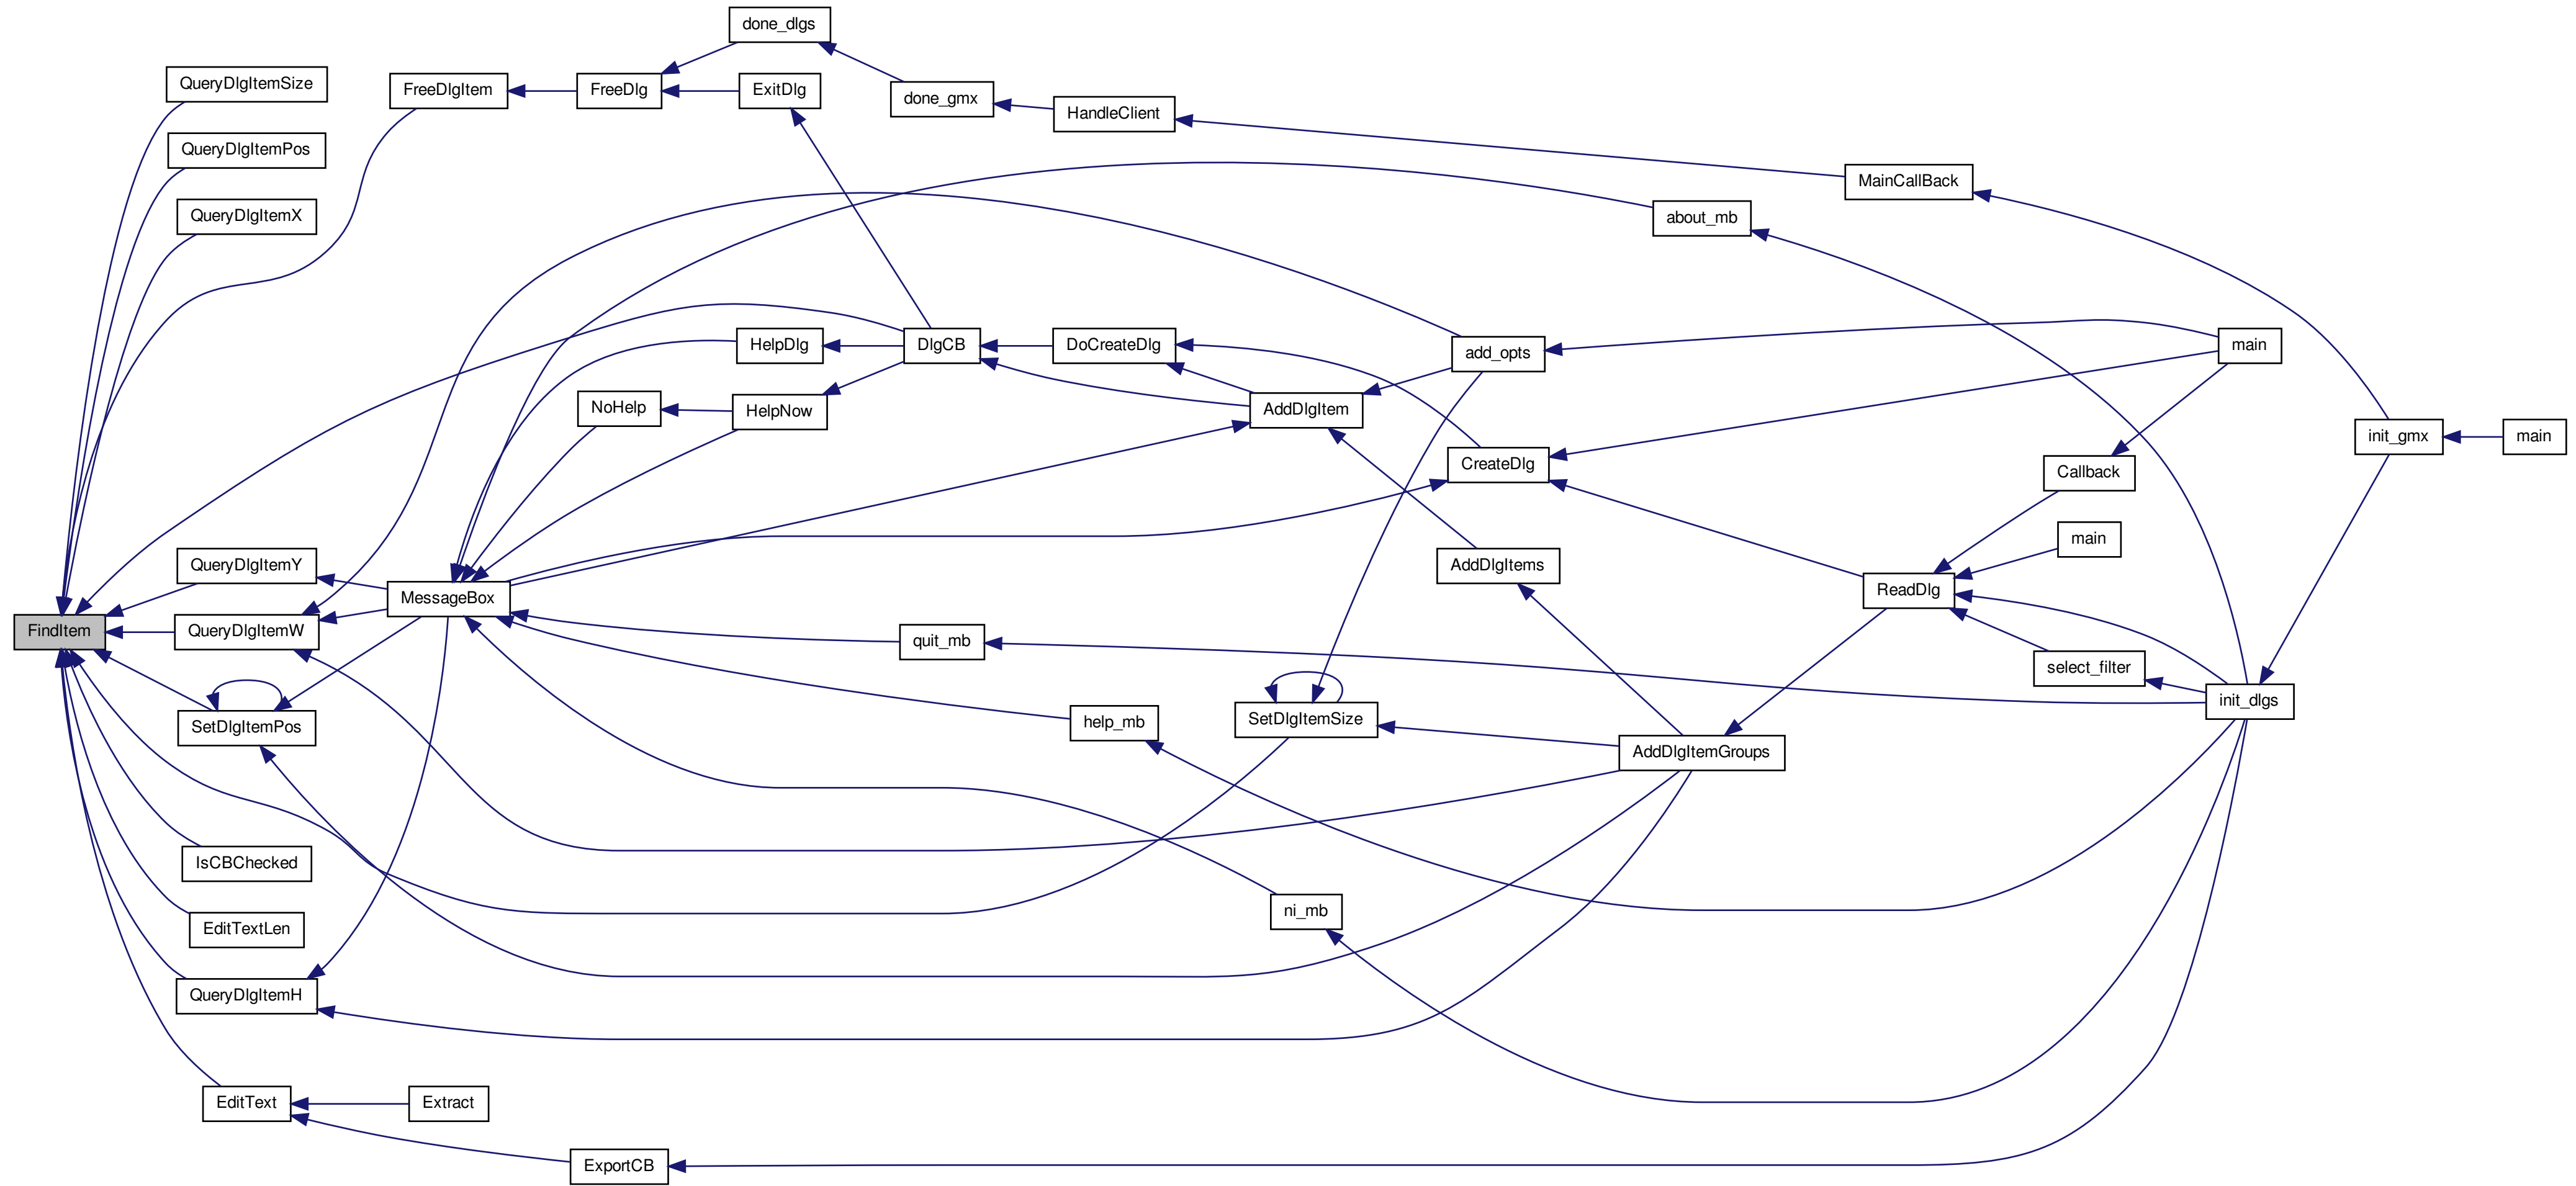 done_dlgs
QueryDlgItemSize
FreeDlgItem
FreeDlg
ExitDlg
done_gmx
HandleClient
QueryDlgItemPos
MainCallBack
QueryDlgItemX
about_mb
HelpDlg
DlgCB
DoCreateDlg
add_opts
main
NoHelp
HelpNow
AddDlgItem
init_gmx
main
CreateDlg
Callback
main
QueryDlgItemY
AddDlgItems
MessageBox
ReadDlg
FindItem
QueryDlgItemW
quit_mb
select_filter
init_dlgs
SetDlgItemPos
help_mb
SetDlgItemSize
AddDlgItemGroups
IsCBChecked
ni_mb
EditTextLen
QueryDlgItemH
EditText
Extract
ExportCB